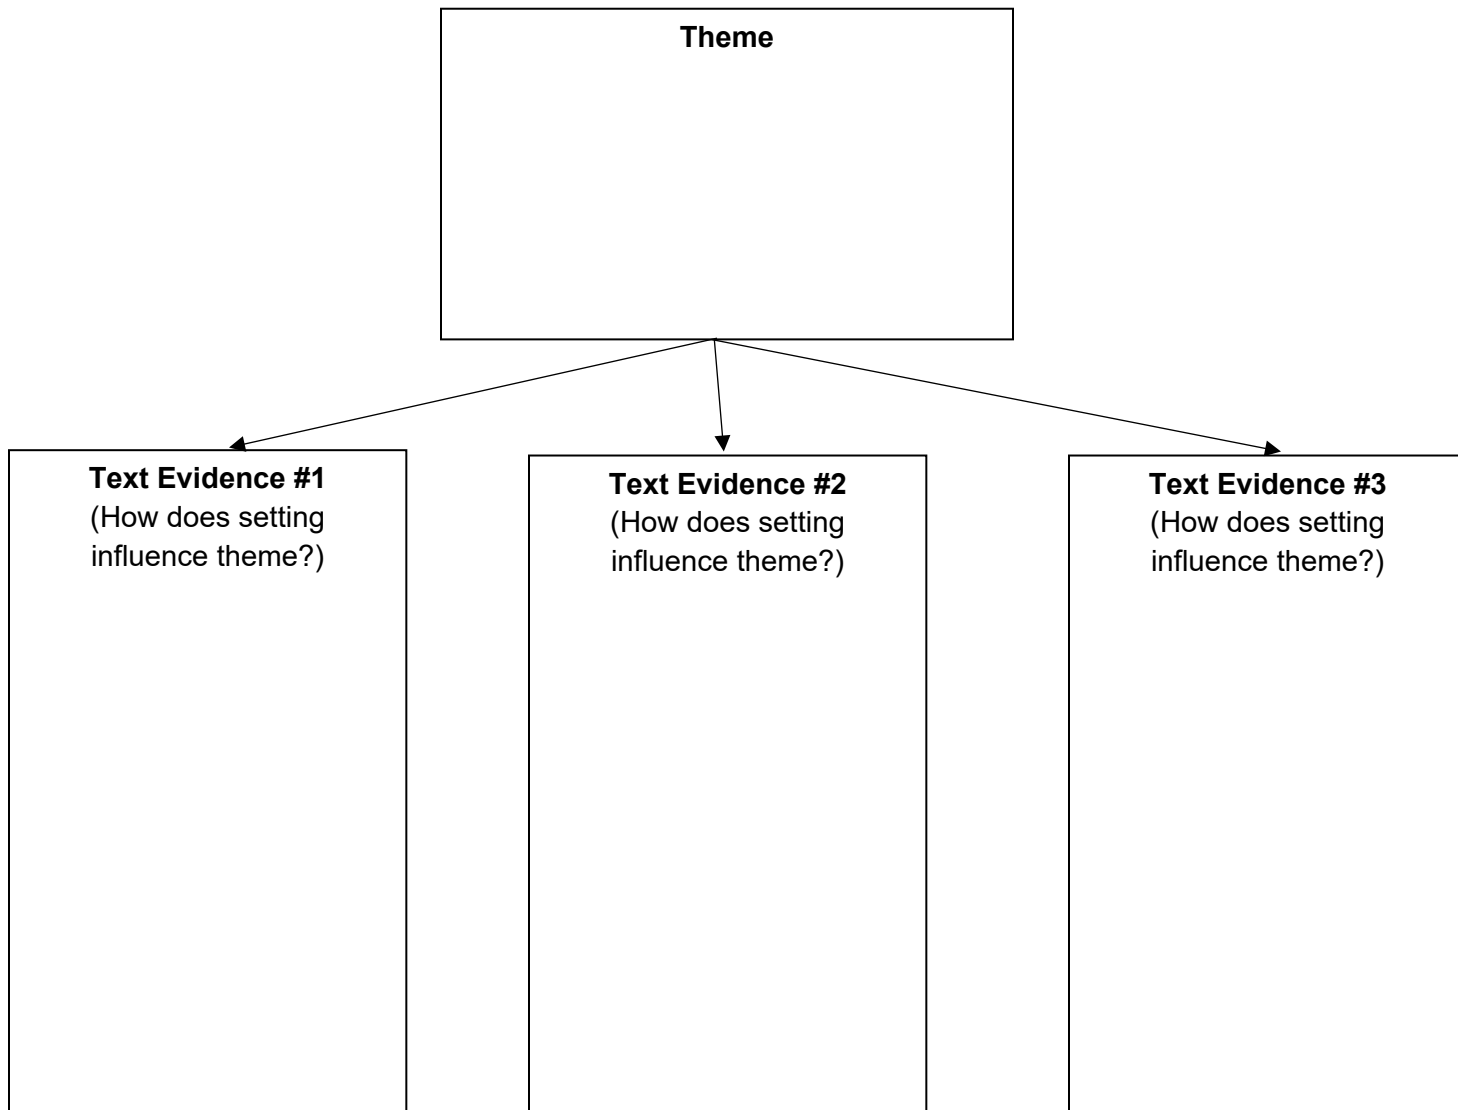 Theme
Text Evidence #1
(How does setting
influence theme?)
Text Evidence #2
(How does setting
influence theme?)
Text Evidence #3
(How does setting
influence theme?)